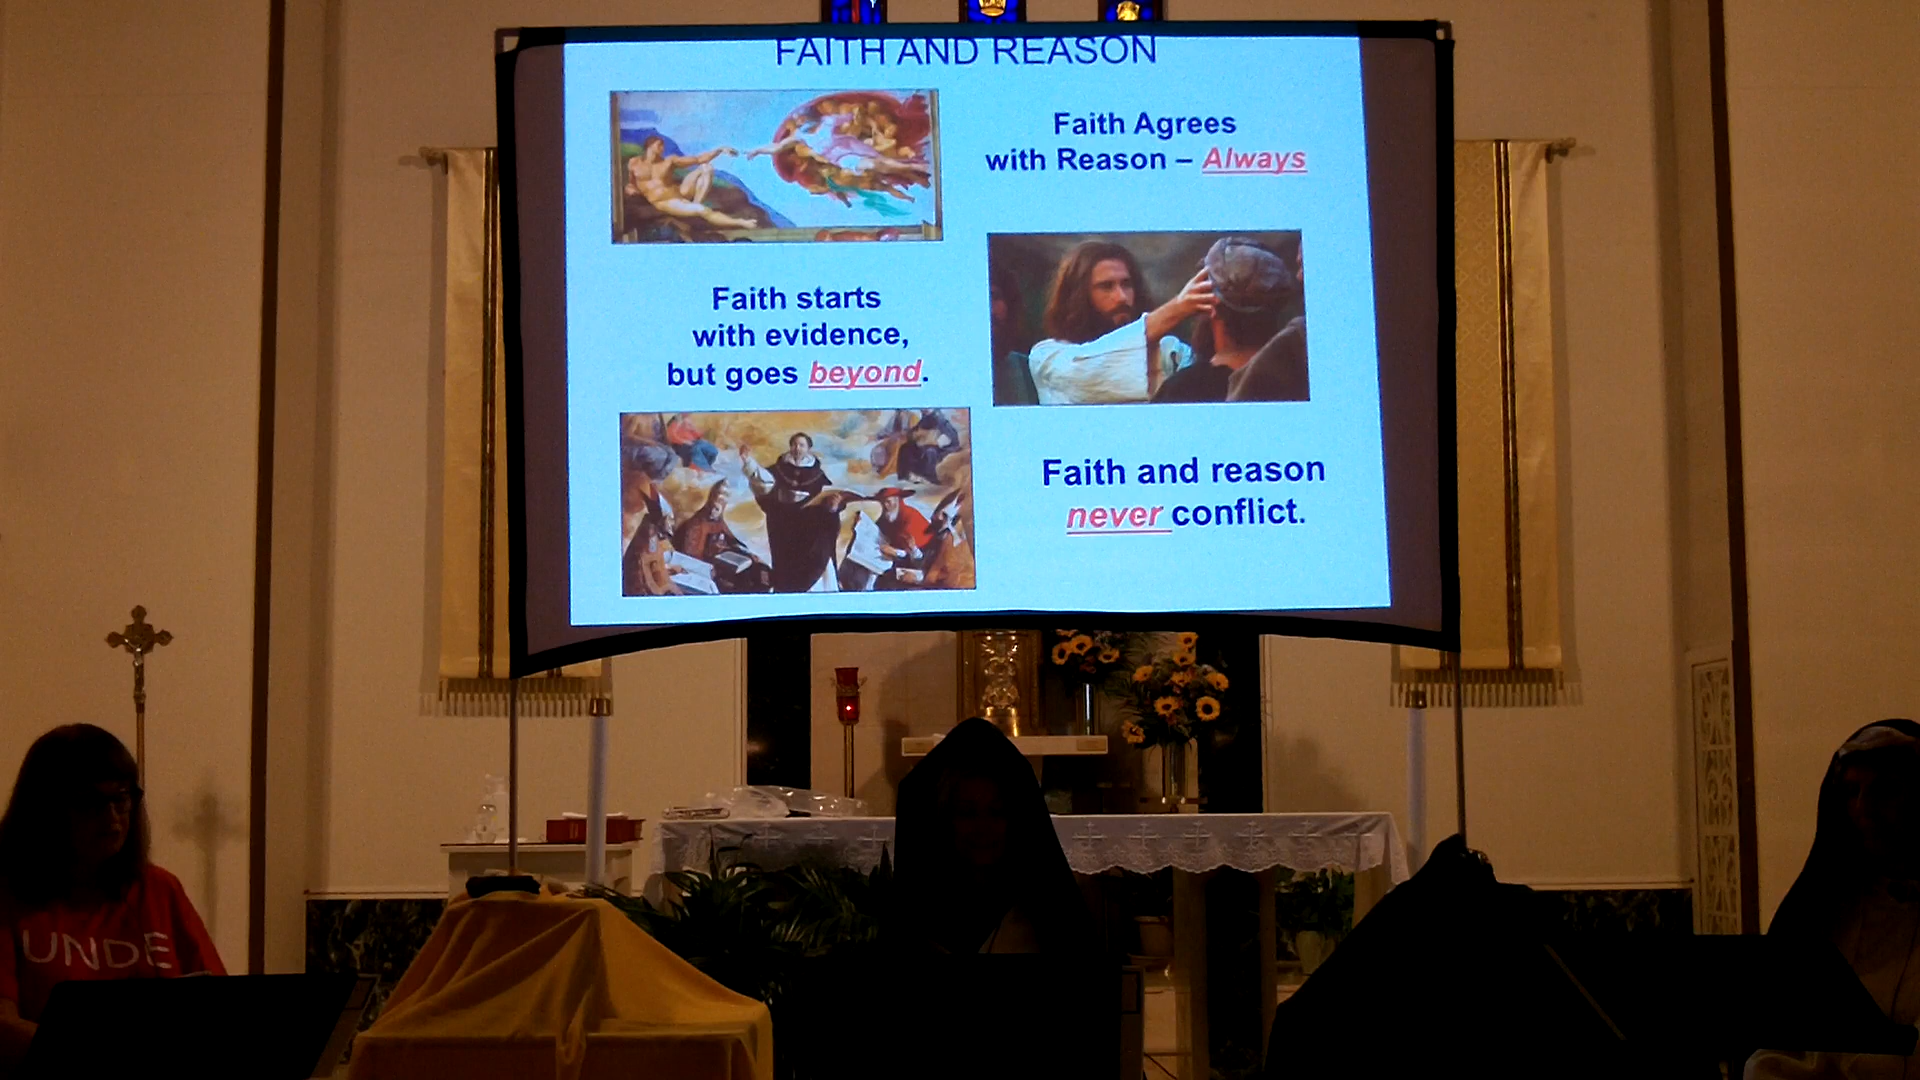 FAITH AND REASON
Faith Agrees
with Reason – Always
Faith starts
with evidence,
but goes beyond.
Faith and reason
never conflict.
UNDE